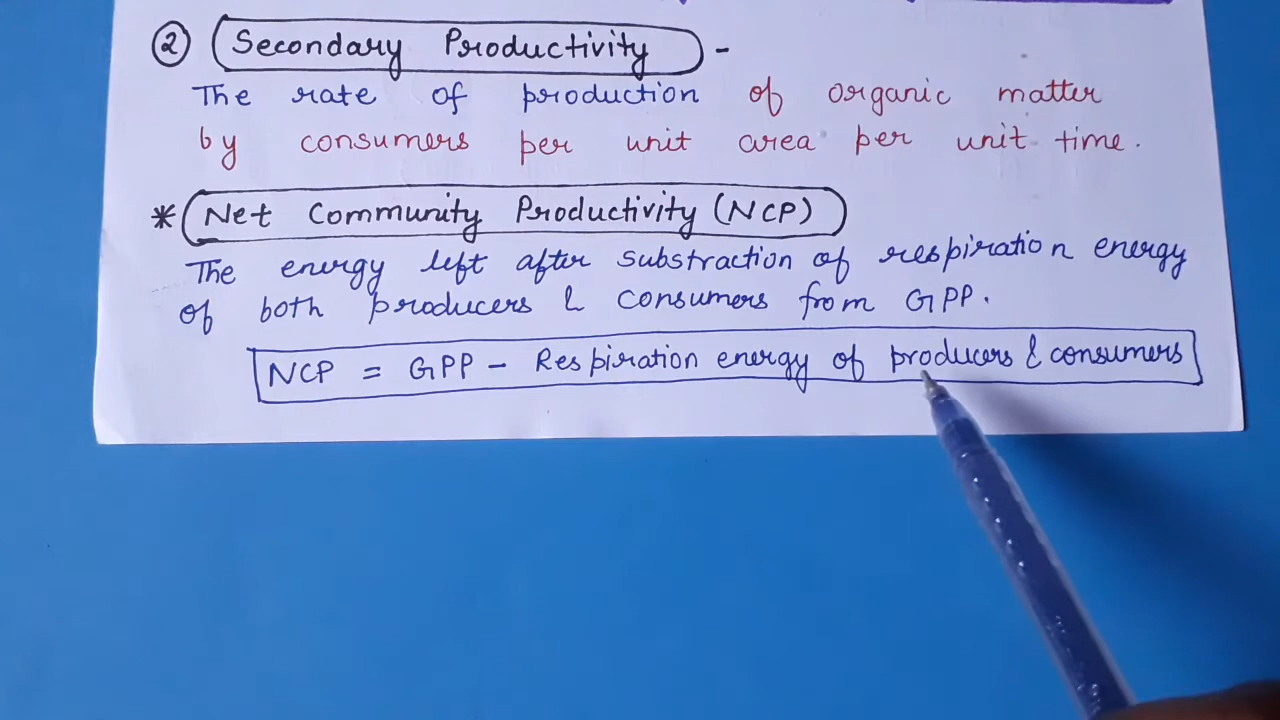 ② Secondary Productivity -
The rate of production of organic matter
by consumers per unit area per unit time.
* Net Community Productivity (NCP)
The energy left after substraction of respiration energy
of both producers & consumers from GPP.
NCP = GPP - Respiration energy of producers & consumers